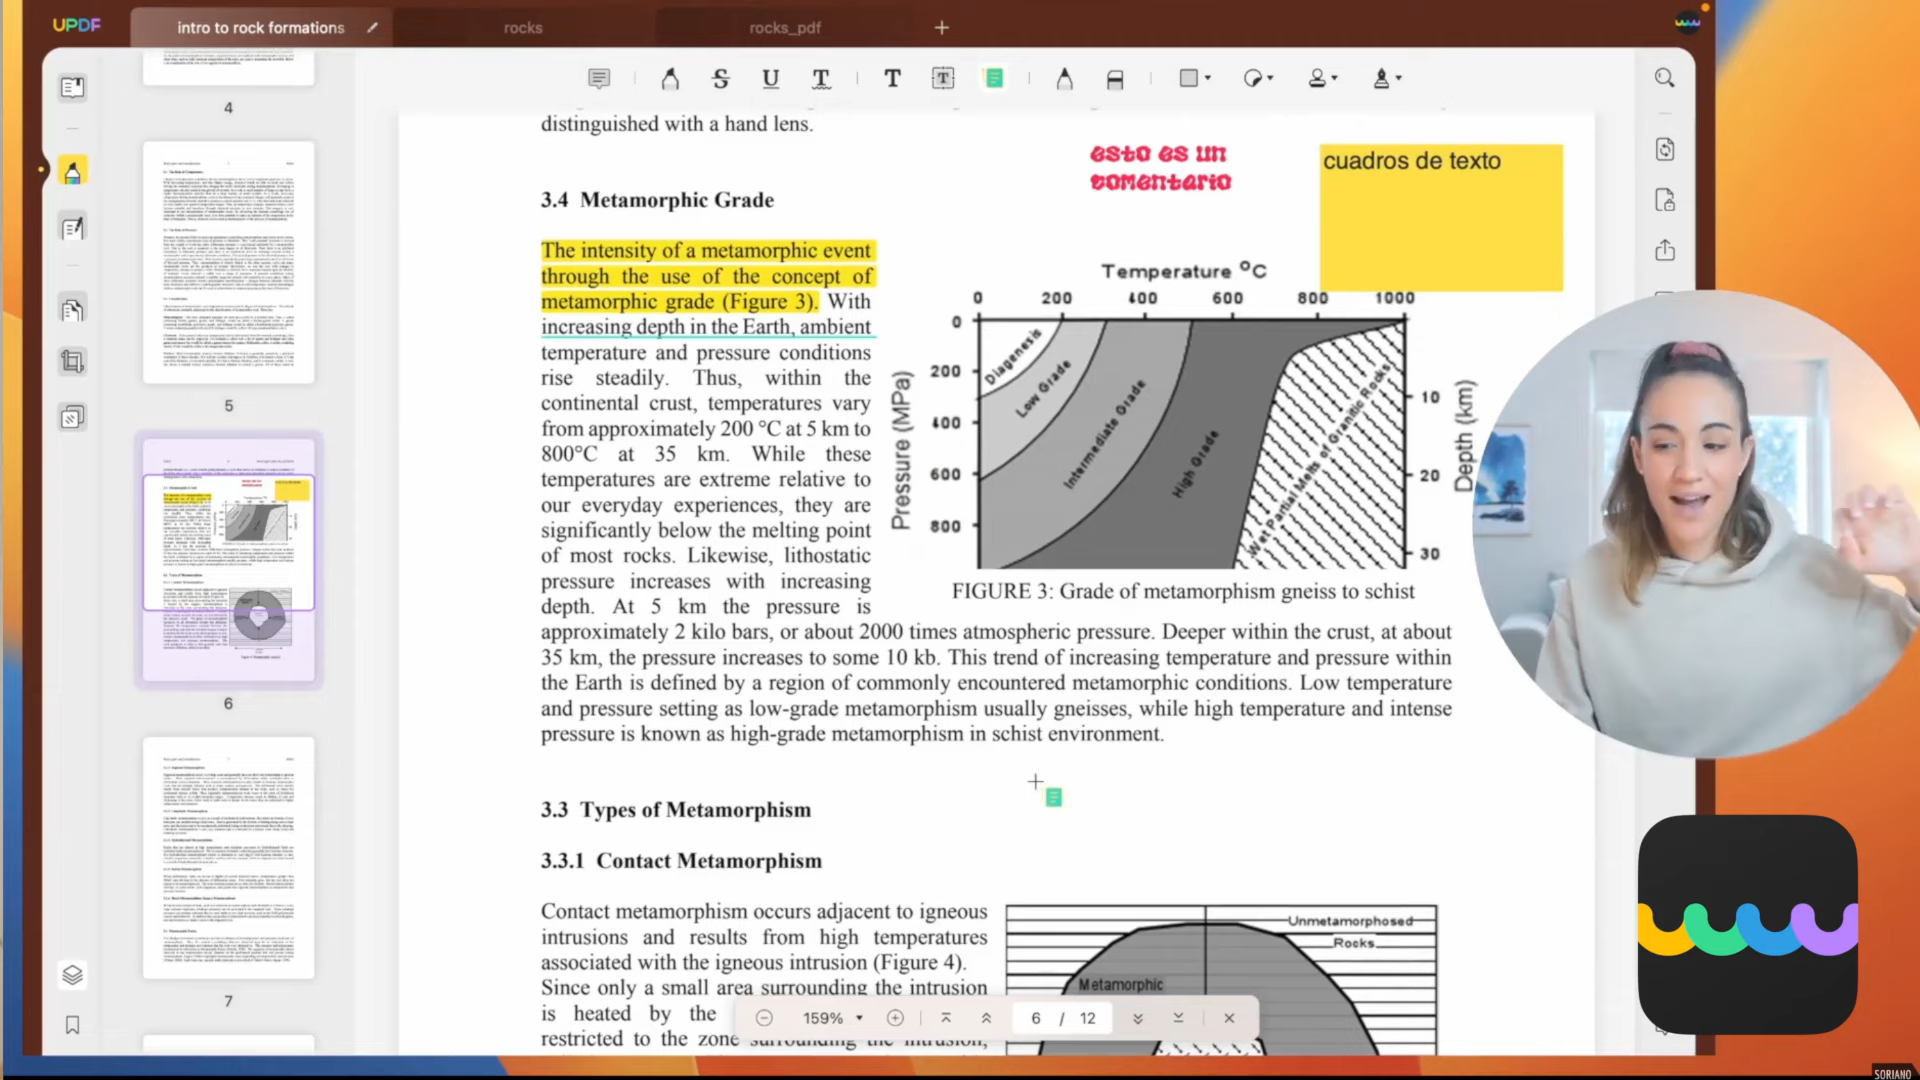 UPDF
intro to rock formations
rocks
rocks_pdf
4
5
6
7
distinguished with a hand lens.
esto es un
comentario
cuadros de texto
3.4 Metamorphic Grade
The intensity of a metamorphic event
through the use of the concept of
metamorphic grade (Figure 3). With
increasing depth in the Earth, ambient
temperature and pressure conditions
rise steadily. Thus, within the
continental crust, temperatures vary
from approximately 200 °C at 5 km to
800°C at 35 km. While these
temperatures are extreme relative to
our everyday experiences, they are
significantly below the melting point
of most rocks. Likewise, lithostatic
pressure increases with increasing
depth. At 5 km the pressure is
approximately 2 kilo bars, or about 2000 times atmospheric pressure. Deeper within the crust, at about
35 km, the pressure increases to some 10 kb. This trend of increasing temperature and pressure within
the Earth is defined by a region of commonly encountered metamorphic conditions. Low temperature
and pressure setting as low-grade metamorphism usually gneisses, while high temperature and intense
pressure is known as high-grade metamorphism in schist environment.
Temperature °C
0 200 400 600 800 1000
0
200
400
600
800
Pressure (MPa)
Diagenesis
Low Grade
Intermediate Grade
High Grade
Wet Partial Melts of Granitic Rocks
10
20
30
Depth (km)
FIGURE 3: Grade of metamorphism gneiss to schist
3.3 Types of Metamorphism
3.3.1 Contact Metamorphism
Contact metamorphism occurs adjacent to igneous
intrusions and results from high temperatures
associated with the igneous intrusion (Figure 4).
Since only a small area surrounding the intrusion
is heated by the
restricted to the zone surrounding the intrusion,
Unmetamorphosed
Rocks
Metamorphic
159%
6 / 12
SORIANO